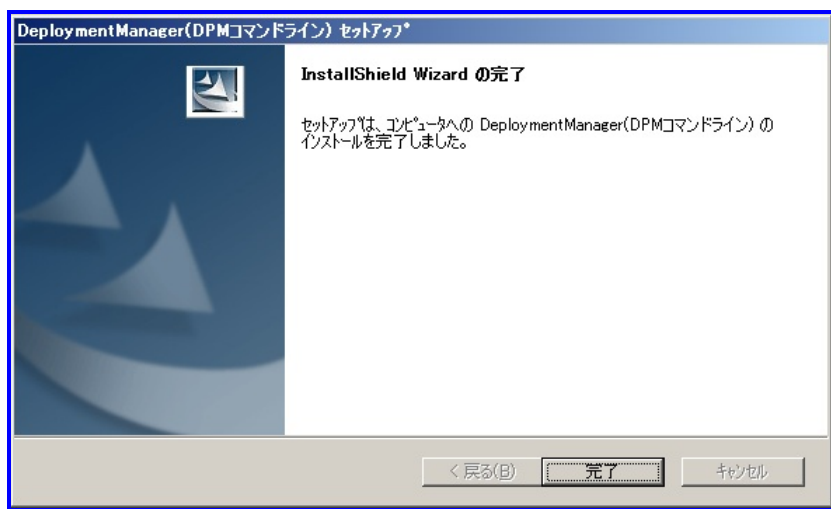 DeploymentManager(DPMコマンドライン) ｾｯﾄｱｯﾌﾟ
InstallShield Wizard の完了
ｾｯﾄｱｯﾌﾟは、ｺﾝﾋﾟｭｰﾀへの DeploymentManager(DPMコマンドライン) の
ｲﾝｽﾄｰﾙを完了しました。
< 戻る(B)
完了
ｷｬﾝｾﾙ